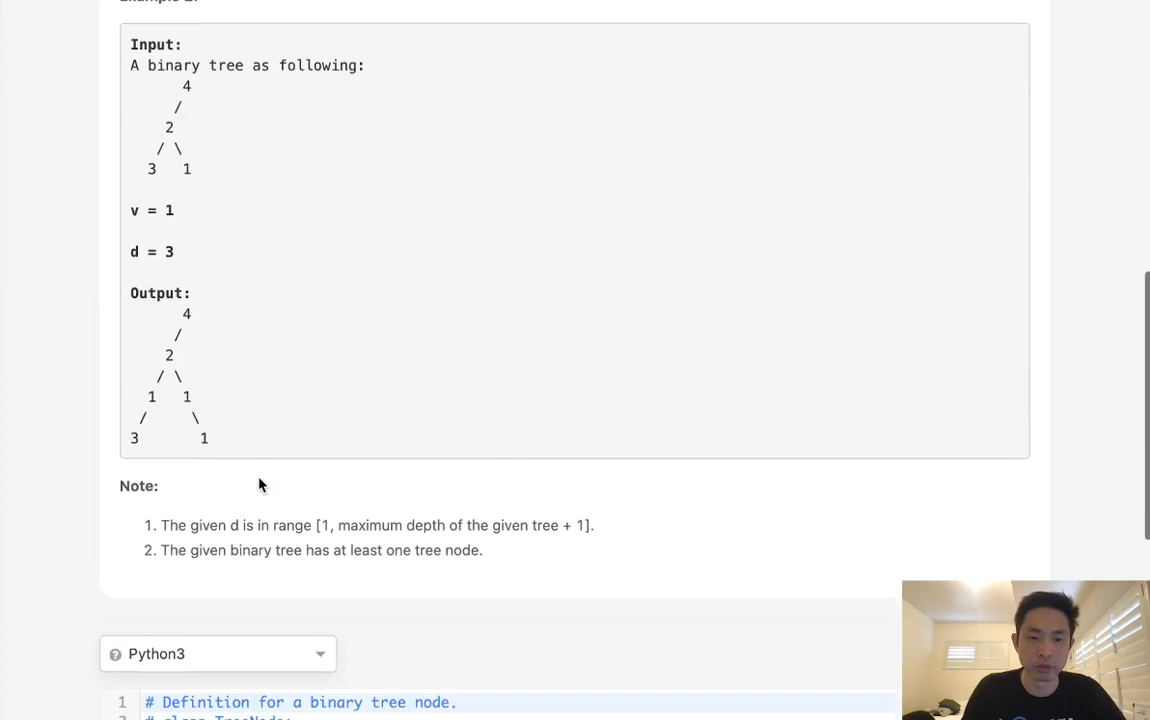 Input:
A binary tree as following:
4
/
2
/ \
3 1
v = 1
d = 3
Output:
4
/
2
/ \
1 1
/ \
3 1
Note:
1. The given d is in range [1, maximum depth of the given tree + 1].
2. The given binary tree has at least one tree node.
Python3
1 # Definition for a binary tree node.